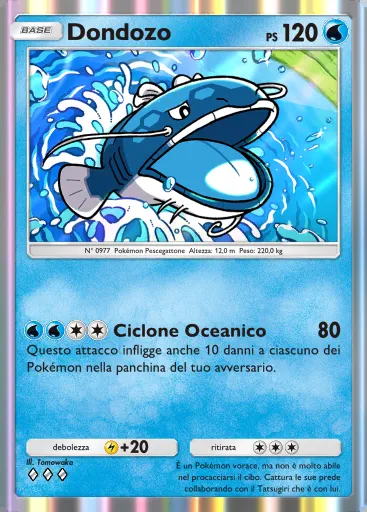 BASE Dondozo PS 120
N° 0977 Pokémon Pescegattone Altezza: 12,0 m Peso: 220,0 kg
Ciclone Oceanico 80
Questo attacco infligge anche 10 danni a ciascuno dei
Pokémon nella panchina del tuo avversario.
debolezza +20 ritirata
Ill. Tomowaka
È un Pokémon vorace, ma non è molto abile
nel procacciarsi il cibo. Cattura le sue prede
collaborando con il Tatsugiri che è con lui.